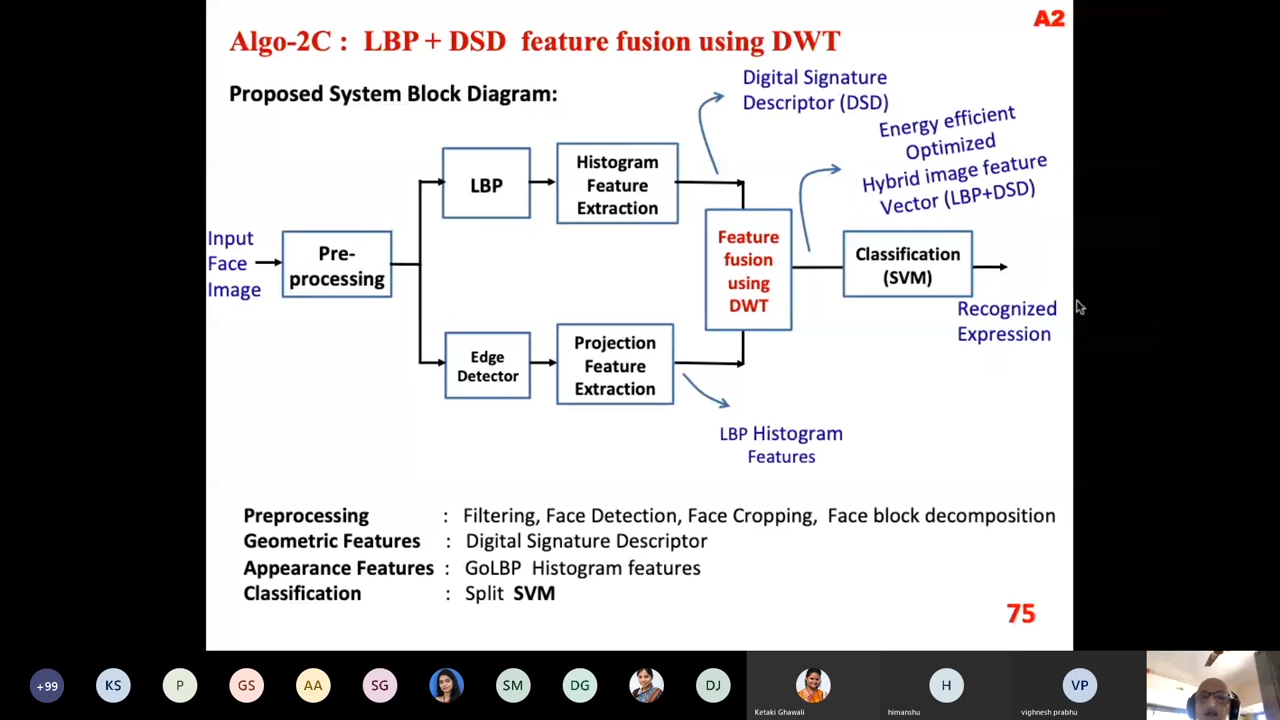 A2
Algo-2C : LBP + DSD feature fusion using DWT
Proposed System Block Diagram:
Digital Signature
Descriptor (DSD)
Energy efficient
Optimized
Hybrid image feature
Vector (LBP+DSD)
LBP
Histogram
Feature
Extraction
Input
Face
Image
Pre-
processing
Feature
fusion
using
DWT
Classification
(SVM)
Recognized
Expression
Edge
Detector
Projection
Feature
Extraction
LBP Histogram
Features
Preprocessing : Filtering, Face Detection, Face Cropping, Face block decomposition
Geometric Features : Digital Signature Descriptor
Appearance Features : GoLBP Histogram features
Classification : Split SVM
75
+99 KS P GS AA SG SM DG DJ H VP
Ketaki Ghawali himanshu vighnesh prabhu